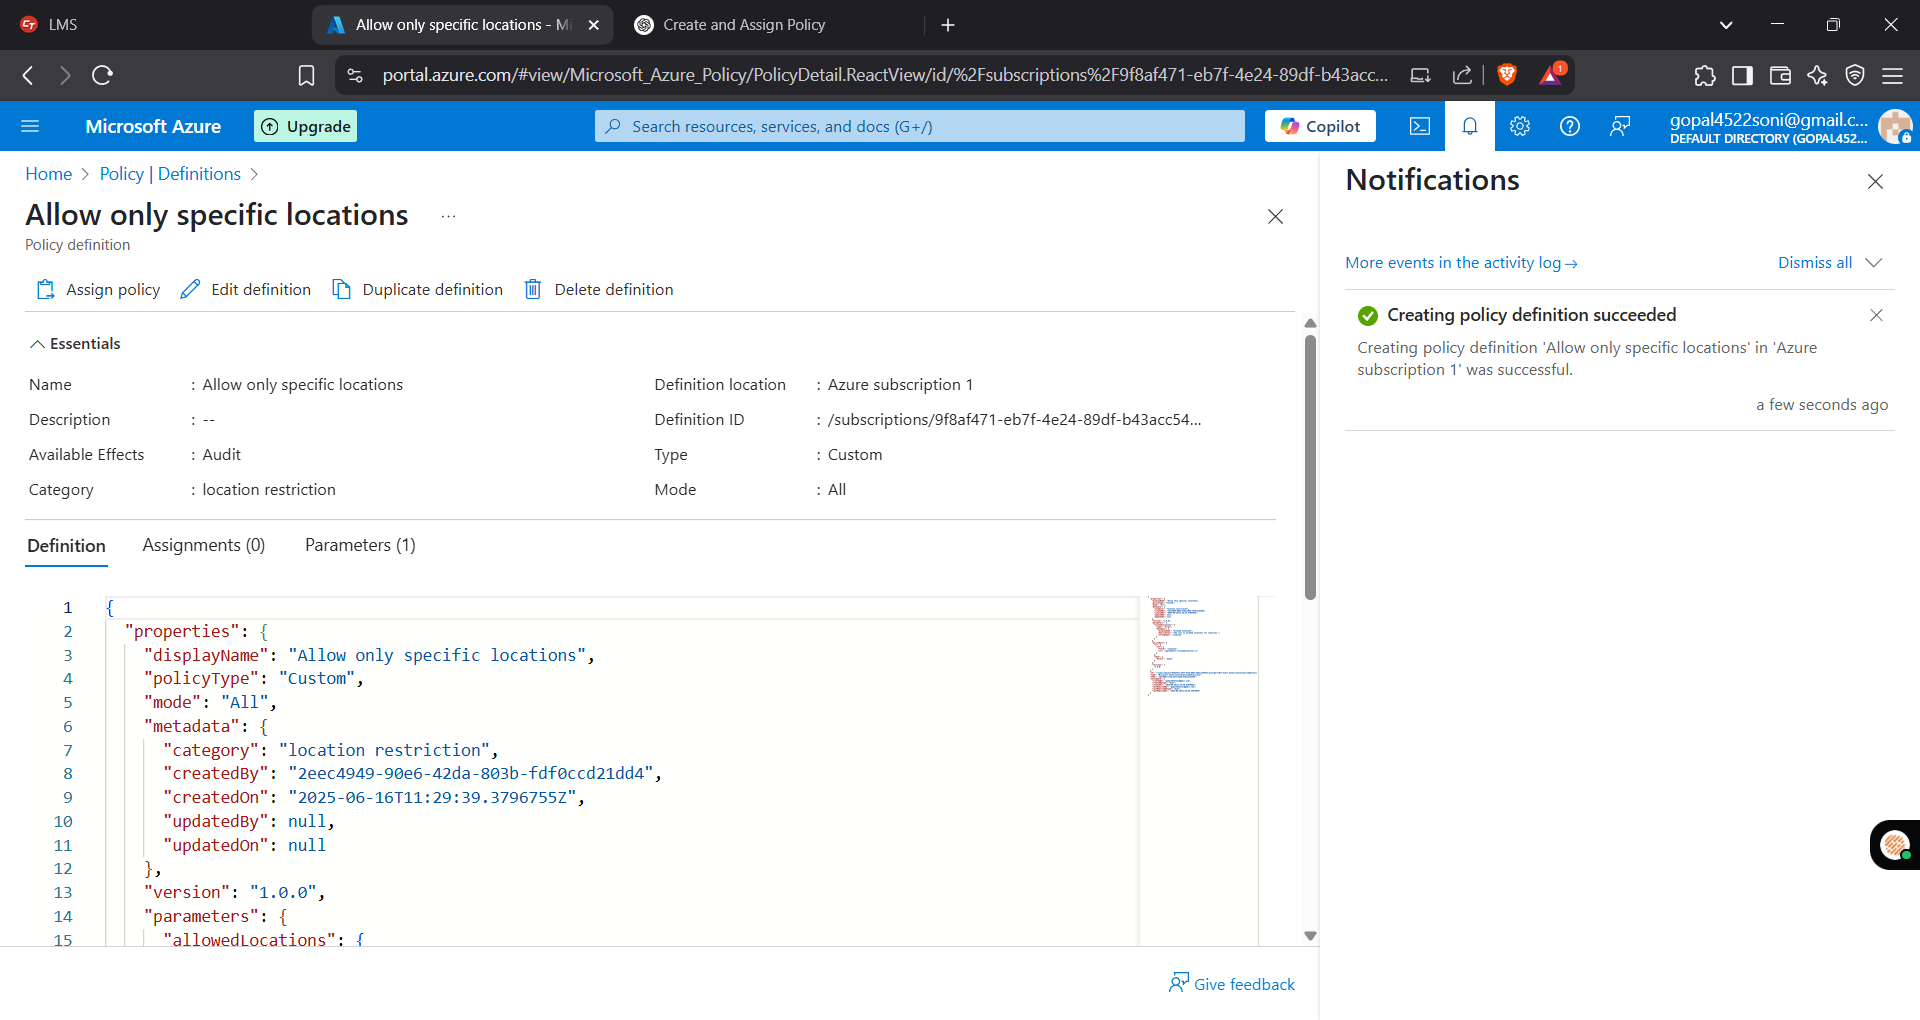 LMS
Allow only specific locations - Mi
Create and Assign Policy
portal.azure.com/#view/Microsoft_Azure_Policy/PolicyDetail.ReactView/id/%2Fsubscriptions%2F9f8af471-eb7f-4e24-89df-b43acc...
1
Microsoft Azure
Upgrade
Search resources, services, and docs (G+/)
Copilot
gopal4522soni@gmail.c...
DEFAULT DIRECTORY (GOPAL452...
Home > Policy | Definitions >
Allow only specific locations ...
Policy definition
Assign policy
Edit definition
Duplicate definition
Delete definition
Essentials
Name : Allow only specific locations
Definition location : Azure subscription 1
Description : --
Definition ID : /subscriptions/9f8af471-eb7f-4e24-89df-b43acc54...
Available Effects : Audit
Type : Custom
Category : location restriction
Mode : All
Definition
Assignments (0)
Parameters (1)
1 {
2 "properties": {
3 "displayName": "Allow only specific locations",
4 "policyType": "Custom",
5 "mode": "All",
6 "metadata": {
7 "category": "location restriction",
8 "createdBy": "2eec4949-90e6-42da-803b-fdf0ccd21dd4",
9 "createdOn": "2025-06-16T11:29:39.3796755Z",
10 "updatedBy": null,
11 "updatedOn": null
12 },
13 "version": "1.0.0",
14 "parameters": {
15 "allowedLocations": {
Give feedback
Notifications
More events in the activity log →
Dismiss all
Creating policy definition succeeded
Creating policy definition 'Allow only specific locations' in 'Azure
subscription 1' was successful.
a few seconds ago